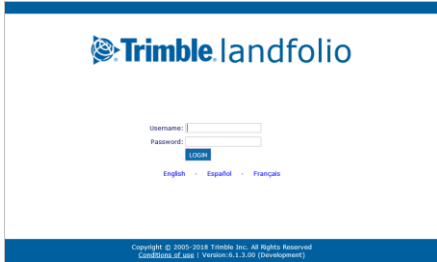 Trimble. landfolio
Username:
Password:
LOGIN
English - Español - Français
Copyright © 2005-2018 Trimble Inc. All Rights Reserved
Conditions of use | Version:6.1.3.00 (Development)